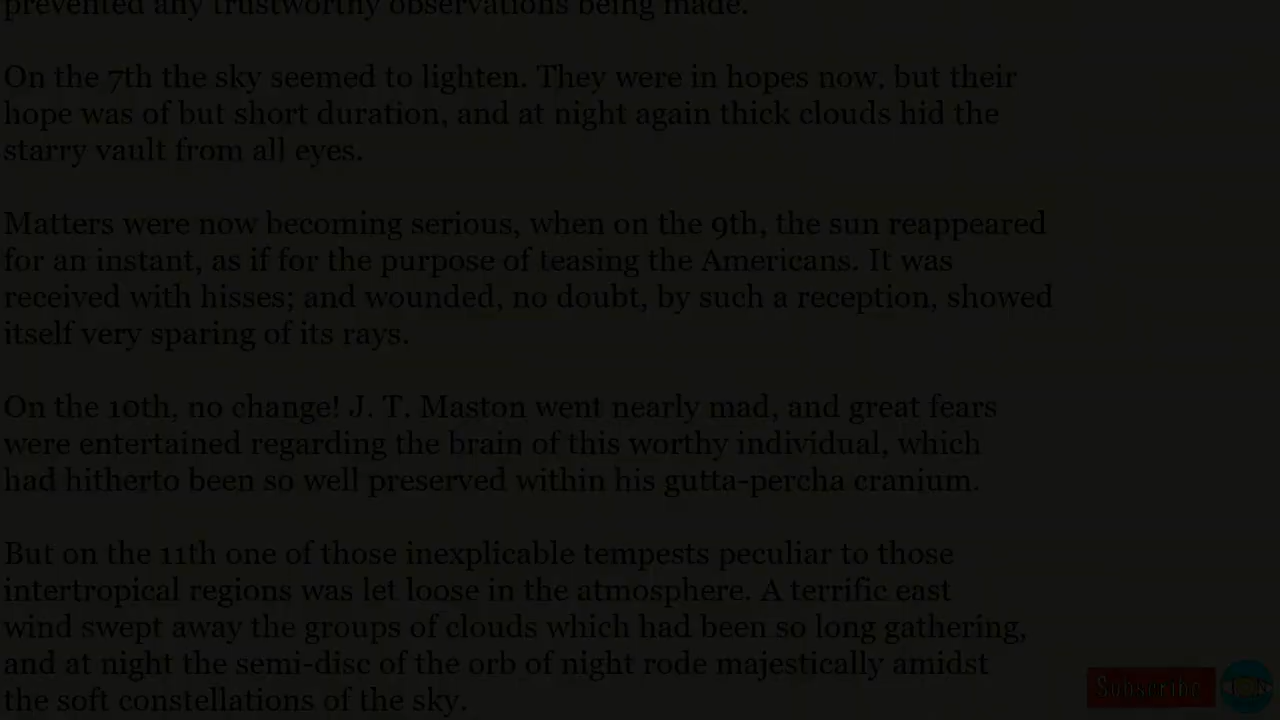 prevented any trustworthy observations being made.
On the 7th the sky seemed to lighten. They were in hopes now, but their
hope was of but short duration, and at night again thick clouds hid the
starry vault from all eyes.
Matters were now becoming serious, when on the 9th, the sun reappeared
for an instant, as if for the purpose of teasing the Americans. It was
received with hisses; and wounded, no doubt, by such a reception, showed
itself very sparing of its rays.
On the 10th, no change! J. T. Maston went nearly mad, and great fears
were entertained regarding the brain of this worthy individual, which
had hitherto been so well preserved within his gutta-percha cranium.
But on the 11th one of those inexplicable tempests peculiar to those
intertropical regions was let loose in the atmosphere. A terrific east
wind swept away the groups of clouds which had been so long gathering,
and at night the semi-disc of the orb of night rode majestically amidst
the soft constellations of the sky.
Subscribe